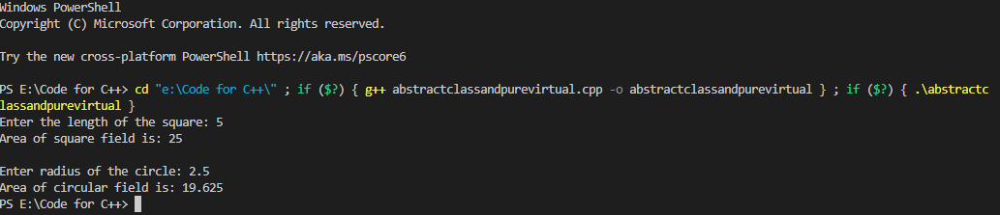 Windows PowerShell
Copyright (C) Microsoft Corporation. All rights reserved.
Try the new cross-platform PowerShell https://aka.ms/pscore6
PS E:\Code for C++> cd "e:\Code for C++\" ; if ($?) { g++ abstractclassandpurevirtual.cpp -o abstractclassandpurevirtual } ; if ($?) { .\abstractc
lassandpurevirtual }
Enter the length of the square: 5
Area of square field is: 25
Enter radius of the circle: 2.5
Area of circular field is: 19.625
PS E:\Code for C++>